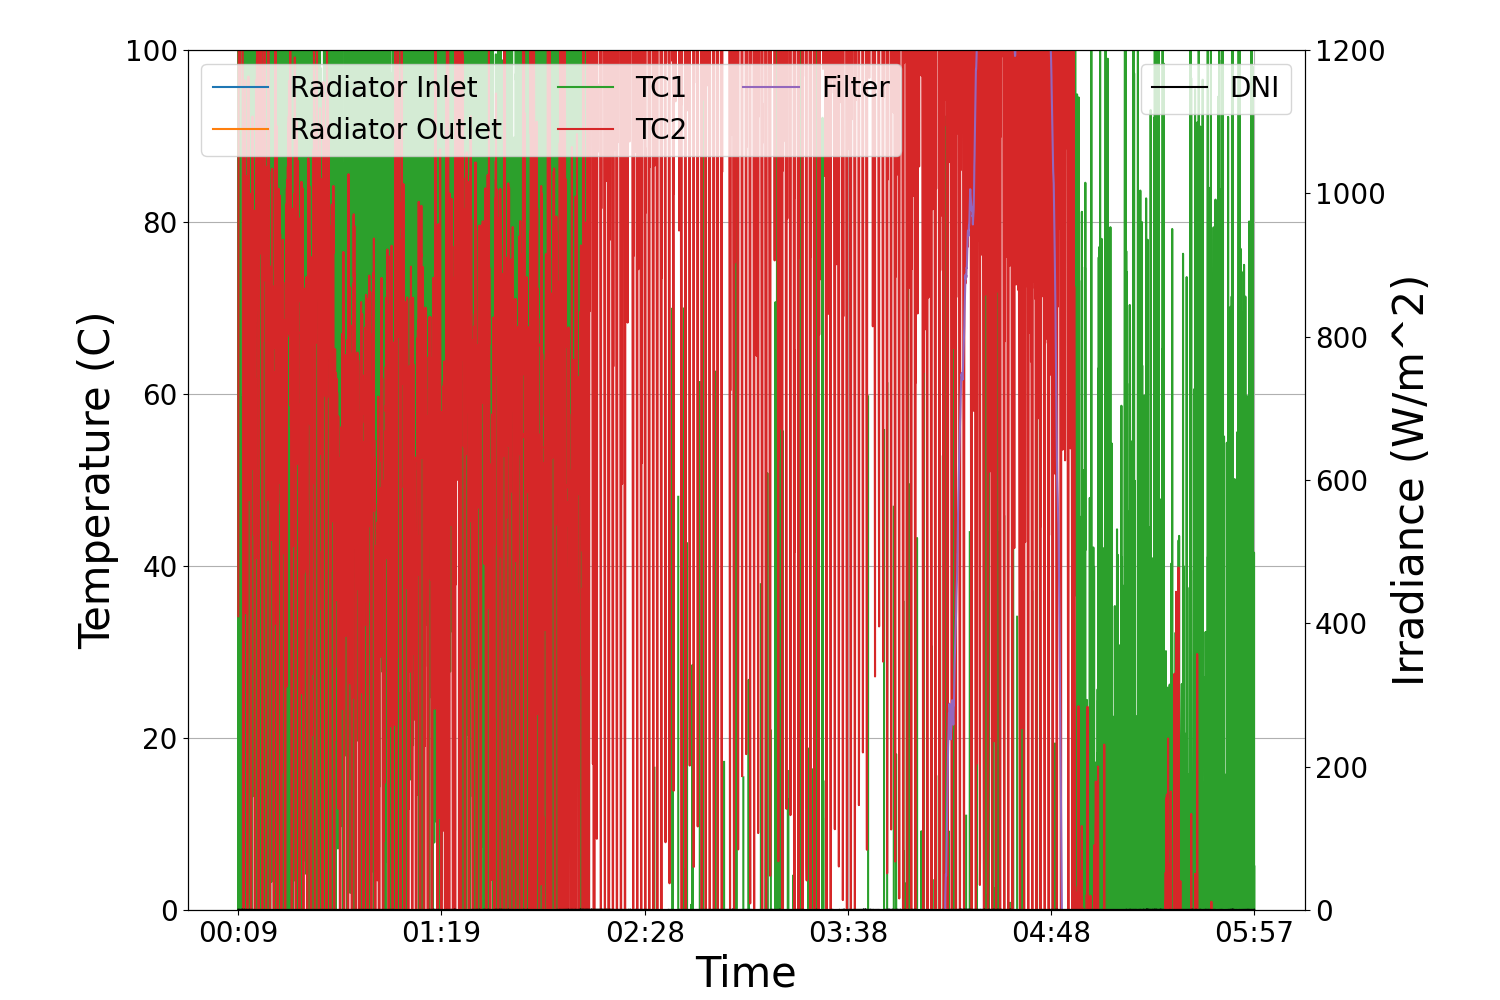 100
80
60
40
20
0
Temperature (C)
Radiator Inlet
Radiator Outlet
TC1
TC2
Filter
DNI
1200
1000
800
600
400
200
0
Irradiance (W/m^2)
00:09 01:19 02:28 03:38 04:48 05:57
Time